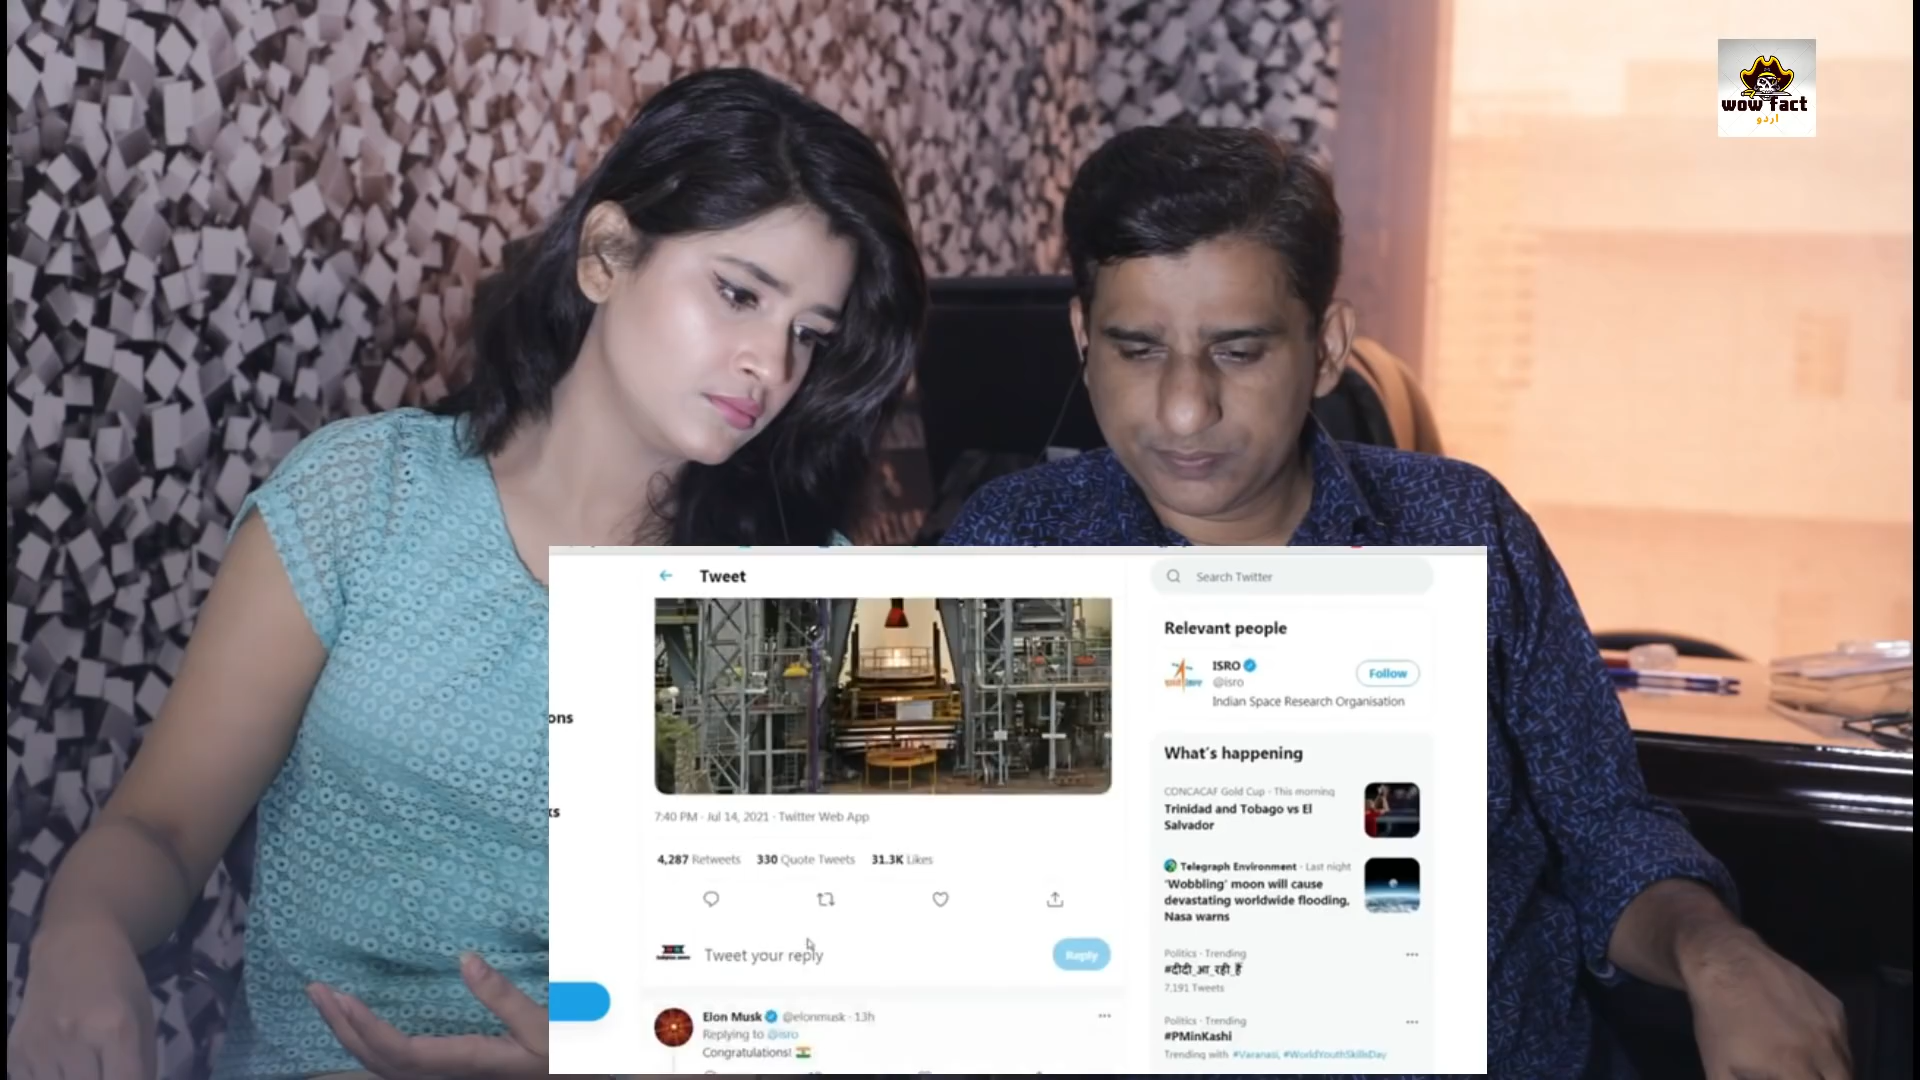 wow fact
اردو
Tweet
Search Twitter
Relevant people
ISRO
@isro
Follow
Indian Space Research Organisation
ons
ks
What's happening
CONCACAF Gold Cup · This morning
Trinidad and Tobago vs El
Salvador
Telegraph Environment · Last night
'Wobbling' moon will cause
devastating worldwide flooding,
Nasa warns
Politics · Trending
#दीदी_आ_रही_हैं
7,191 Tweets
Politics · Trending
#PMinKashi
Trending with #Varanasi, #WorldYouthSkillsDay
7:40 PM · Jul 14, 2021 · Twitter Web App
4,287 Retweets 330 Quote Tweets 31.3K Likes
Tweet your reply
Reply
Elon Musk @elonmusk · 13h
Replying to @isro
Congratulations!